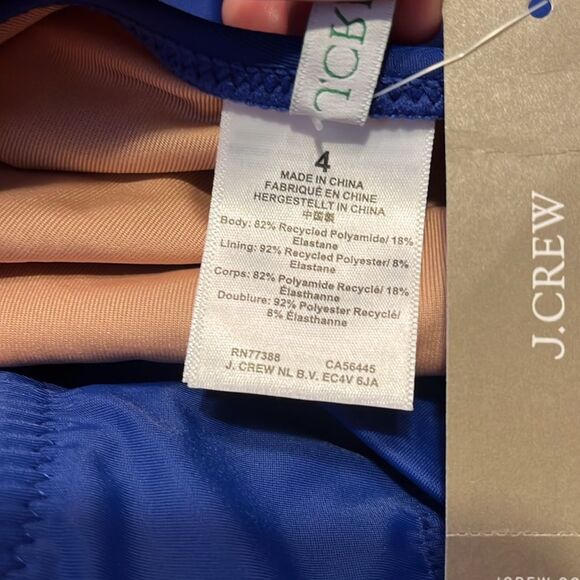 J.CR
4
MADE IN CHINA
FABRIQUÉ EN CHINE
HERGESTELLT IN CHINA
中国製
Body: 82% Recycled Polyamide/ 18%
Elastane
Lining: 92% Recycled Polyester/ 8%
Elastane
Corps: 82% Polyamide Recyclé/ 18%
Élasthanne
Doublure: 92% Polyester Recyclé/
8% Élasthanne
RN77388 CA56445
J. CREW NL B.V. EC4V 6JA
J.CREW